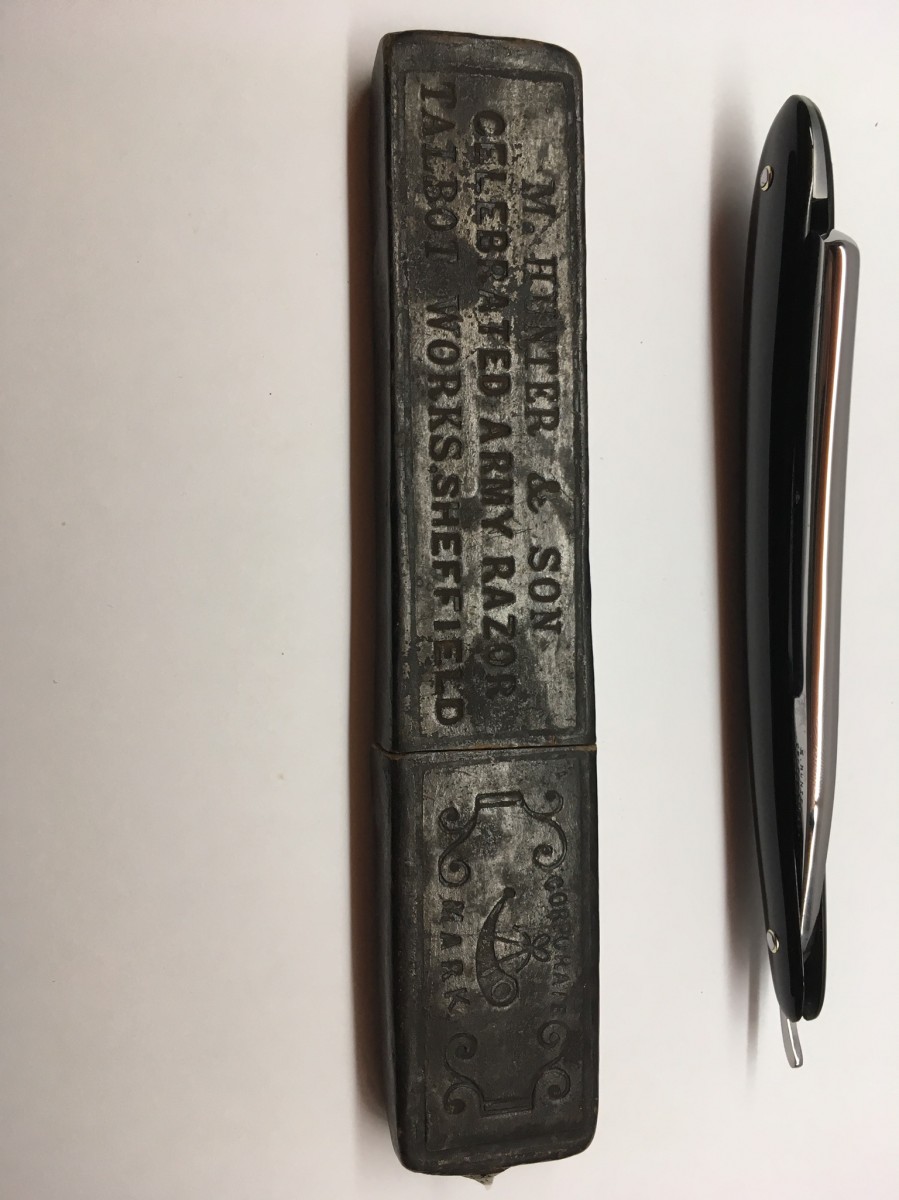 M. HUNTER & SON
CELEBRATED ARMY RAZOR
TALBOT WORKS. SHEFFIELD
CORPORATE
MARK